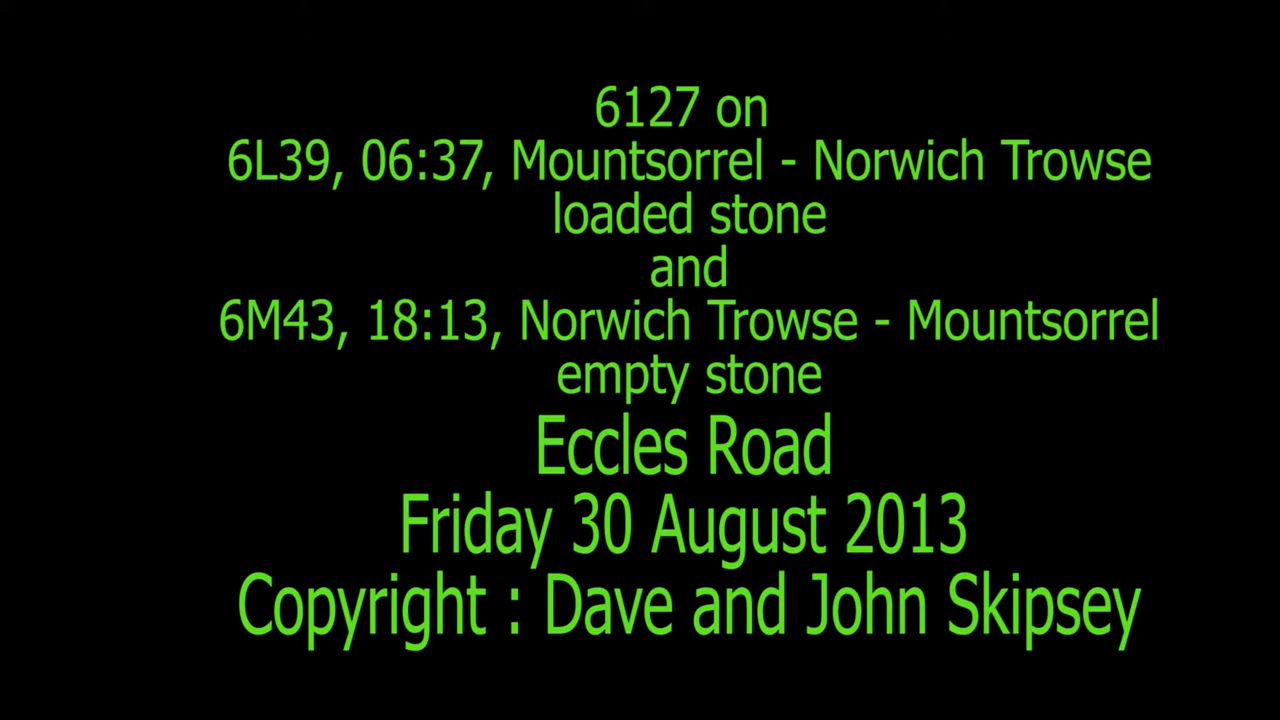 6127 on
6L39, 06:37, Mountsorrel - Norwich Trowse
loaded stone
and
6M43, 18:13, Norwich Trowse - Mountsorrel
empty stone
Eccles Road
Friday 30 August 2013
Copyright : Dave and John Skipsey